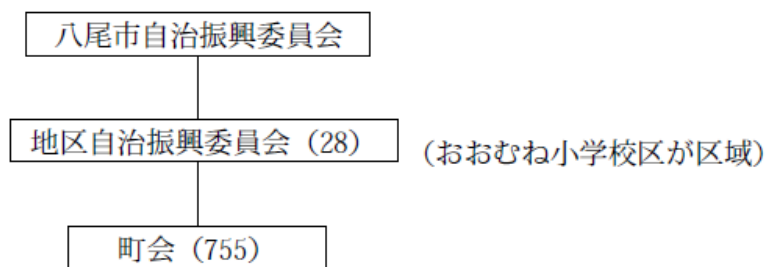 八尾市自治振興委員会
地区自治振興委員会（28）
（おおむね小学校区が区域）
町会（755）